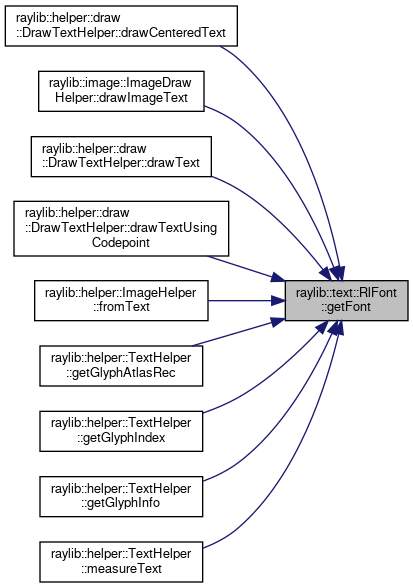 raylib::helper::draw
::DrawTextHelper::drawCenteredText
raylib::image::ImageDraw
Helper::drawImageText
raylib::helper::draw
::DrawTextHelper::drawText
raylib::helper::draw
::DrawTextHelper::drawTextUsing
Codepoint
raylib::helper::ImageHelper
::fromText
raylib::text::RlFont
::getFont
raylib::helper::TextHelper
::getGlyphAtlasRec
raylib::helper::TextHelper
::getGlyphIndex
raylib::helper::TextHelper
::getGlyphInfo
raylib::helper::TextHelper
::measureText